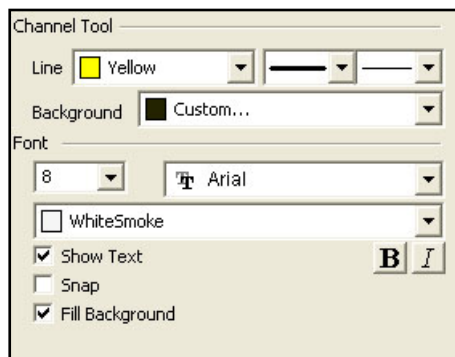 Channel Tool
Line Yellow
Background Custom...
Font
8 Arial
WhiteSmoke
Show Text B I
Snap
Fill Background